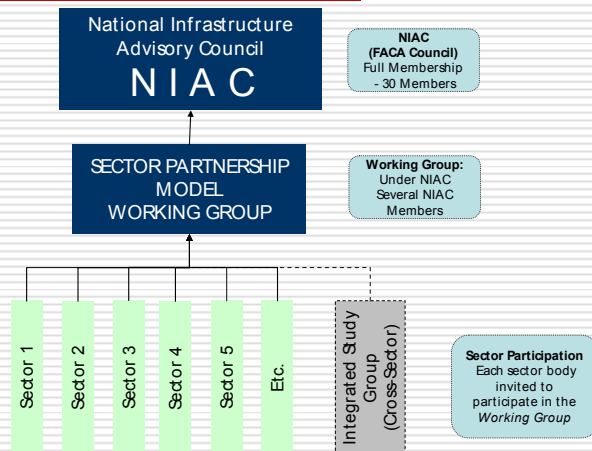 National Infrastructure
Advisory Council
N I A C
NIAC
(FACA Council)
Full Membership
- 30 Members
SECTOR PARTNERSHIP
MODEL
WORKING GROUP
Working Group:
Under NIAC
Several NIAC
Members
Sector 1
Sector 2
Sector 3
Sector 4
Sector 5
Etc.
Integrated Study
Group
(Cross-Sector)
Sector Participation
Each sector body
invited to
participate in the
Working Group